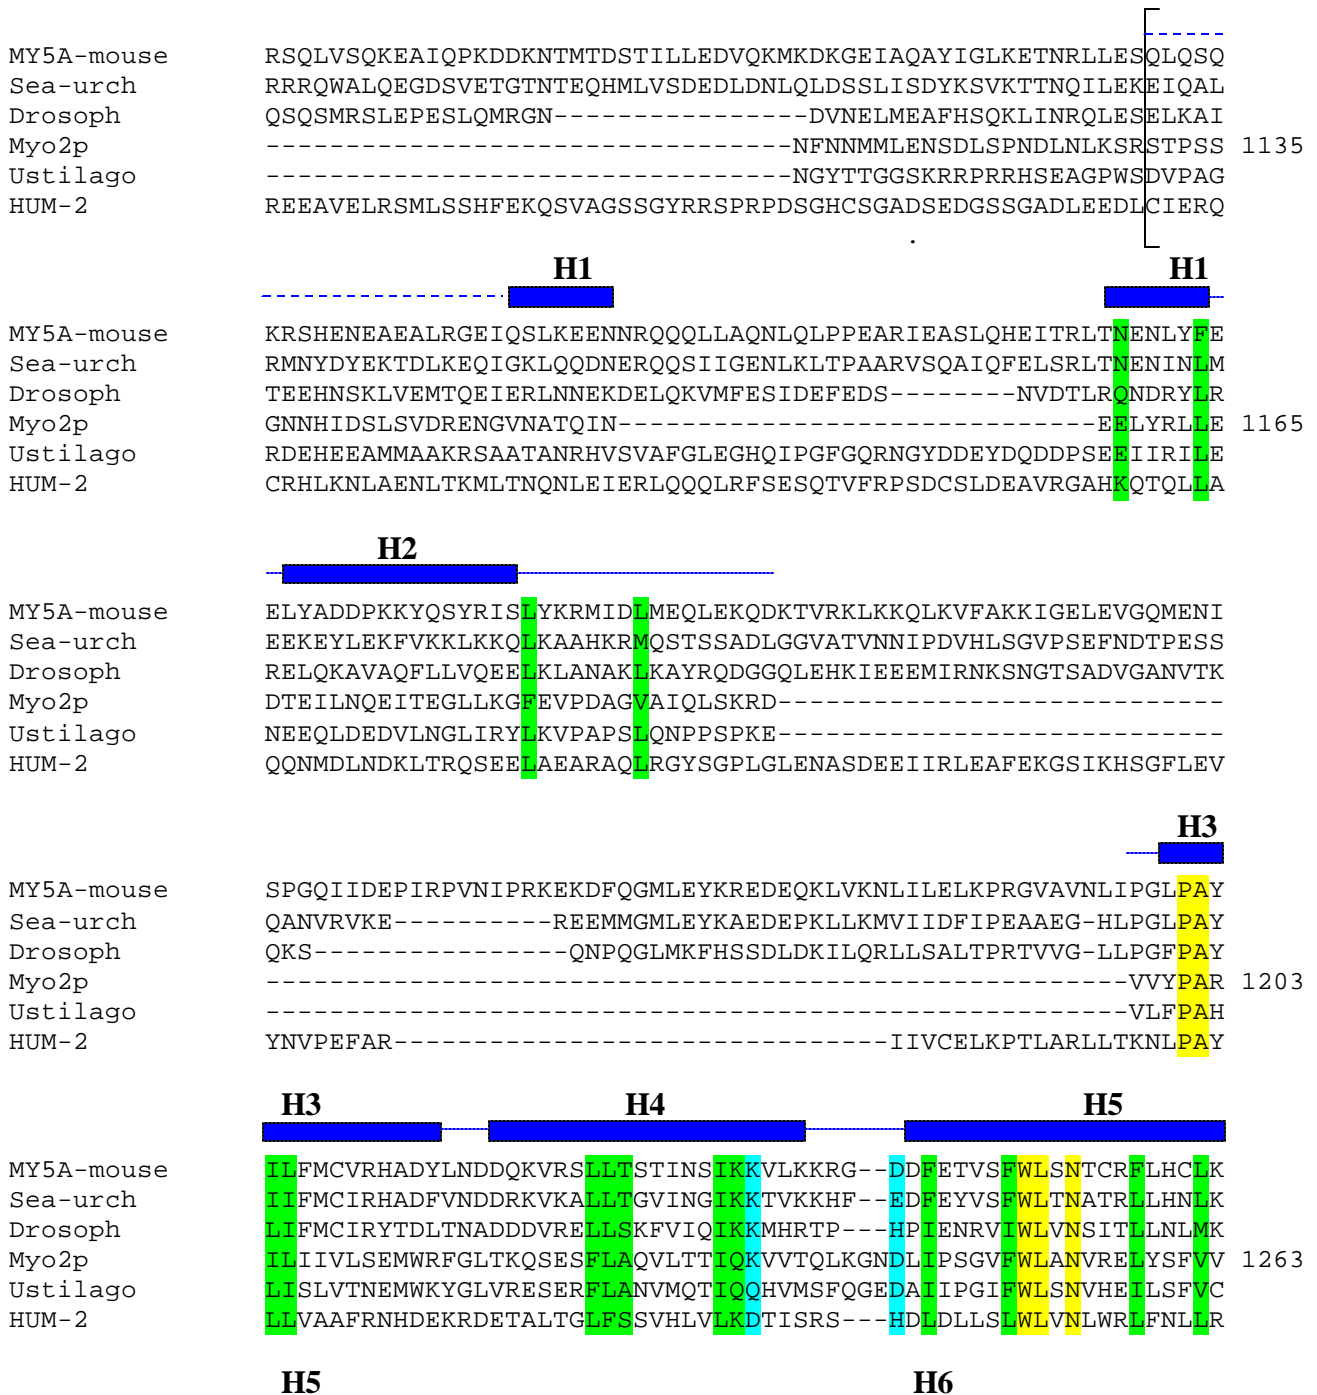 MY5A-mouse RSQLVSQKEAIQPKDDKNTMTDSTILLEDVQKMKDKGEIAQAYIGLKETNRLLESQLQSQ
Sea-urch RRRQWALQEGDSVETGTNTEQHMLVSDEDLDNLQLDSSLISDYKSVKTTNQILEKEIQAL
Drosoph QSQSMRSLEPESLQMRGN----------------DVNELMEAFHSQKLINRQLESELKAI
Myo2p ---------------------------------NFNNMMLENSDLSPNDLNLKSRSTPSS 1135
Ustilago ---------------------------------NGYTTGGSKRRPRRHSEAGPWSDVPAG
HUM-2 REEAVELRSMLSSHFEKQSVAGSSGYRRSPRPDSGHCSGADSEDGSSGADLEEDLCIERQ
.
H1 H1
MY5A-mouse KRSHENEAEALRGEIQSLKEENNRQQQLLAQNLQLPPEARIEASLQHEITRLTNENLYFE
Sea-urch RMNYDYEKTDLKEQIGKLQQDNERQQSIIGENLKLTPAARVSQAIQFELSRLTNENINLM
Drosoph TEEHNSKLVEMTQEIERLNNEKDELQKVMFESIDEFEDS--------NVDTLRQNDRYLR
Myo2p GNNHIDSLSVDRENGVNATQIN------------------------------EELYRLLE 1165
Ustilago RDEHEEAMMAAKRSAATANRHVSVAFGLEGHQIPGFGQRNGYDDEYDQDDPSEEIIRILE
HUM-2 CRHLKNLAENLTKMLTNQNLEIERLQQQLRFSESQTVFRPSDCSLDEAVRGAHKQTQLLA
H2
MY5A-mouse ELYADDPKKYQSYRISLYKRMIDLMEQLEKQDKTVRKLKKQLKVFAKKIGELEVGQMENI
Sea-urch EEKEYLEKFVKKLKKQLKAAHKRMQSTSSADLGGVATVNNIPDVHLSGVPSEFNDTPESS
Drosoph RELQKAVAQFLLVQEELKLANAKLKAYRQDGGQLEHKIEEEMIRNKSNGTSADVGANVTK
Myo2p DTEILNQEITEGLLKGFEVPDAGVAIQLSKRD----------------------------
Ustilago NEEQLDEDVLNGLIRYLKVPAPSLQNPPSPKE----------------------------
HUM-2 QQNMDLNDKLTRQSEELAEARAQLRGYSGPLGLENASDEEIIRLEAFEKGSIKHSGFLEV
H3
MY5A-mouse SPGQIIDEPIRPVNIPRKEKDFQGMLEYKREDEQKLVKNLILELKPRGVAVNLIPGLPAY
Sea-urch QANVRVKE----------REEMMGMLEYKAEDEPKLLKMVIIDFIPEAAEG-HLPGLPAY
Drosoph QKS----------------QNPQGLMKFHSSDLDKILQRLLSALTPRTVVG-LLPGFPAY
Myo2p ------------------------------------------------------VVYPAR 1203
Ustilago ------------------------------------------------------VLFPAH
HUM-2 YNVPEFAR-------------------------------IIVCELKPTLARLLTKNLPAY
H3 H4 H5
MY5A-mouse ILFMCVRHADYLNDDQKVRSLLTSTINSIKKVLKKRG--DDFETVSFWLSNTCRFLHCLK
Sea-urch IIFMCIRHADFVNDDRKVKALLTGVINGIKKTVKKHF--EDFEYVSFWLTNATRLLHNLK
Drosoph LIFMCIRYTDLTNADDDVRELLSKFVIQIKKMHRTP---HPIENRVIWLVNSITLLNLMK
Myo2p ILIIVLSEMWRFGLTKQSESFLAQVLTTIQKVVTQLKGNDLIPSGVFWLANVRELYSFVV 1263
Ustilago LISLVTNEMWKYGLVRESERFLANVMQTIQQHVMSFQGEDAIIPGIFWLSNVHEILSFVC
HUM-2 LLVAAFRNHDEKRDETALTGLFSSVHLVLKDTISRS---HDLDLLSLWLVNLWRLFNLLR
H5 H6